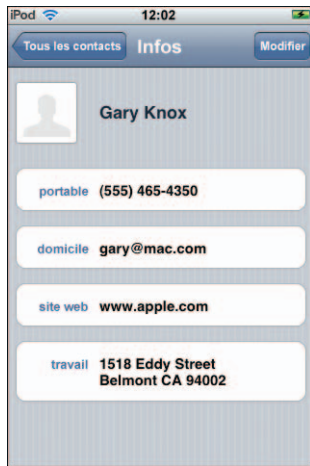 iPod 12:02
Tous les contacts Infos Modifier
Gary Knox
portable (555) 465-4350
domicile gary@mac.com
site web www.apple.com
travail 1518 Eddy Street
Belmont CA 94002